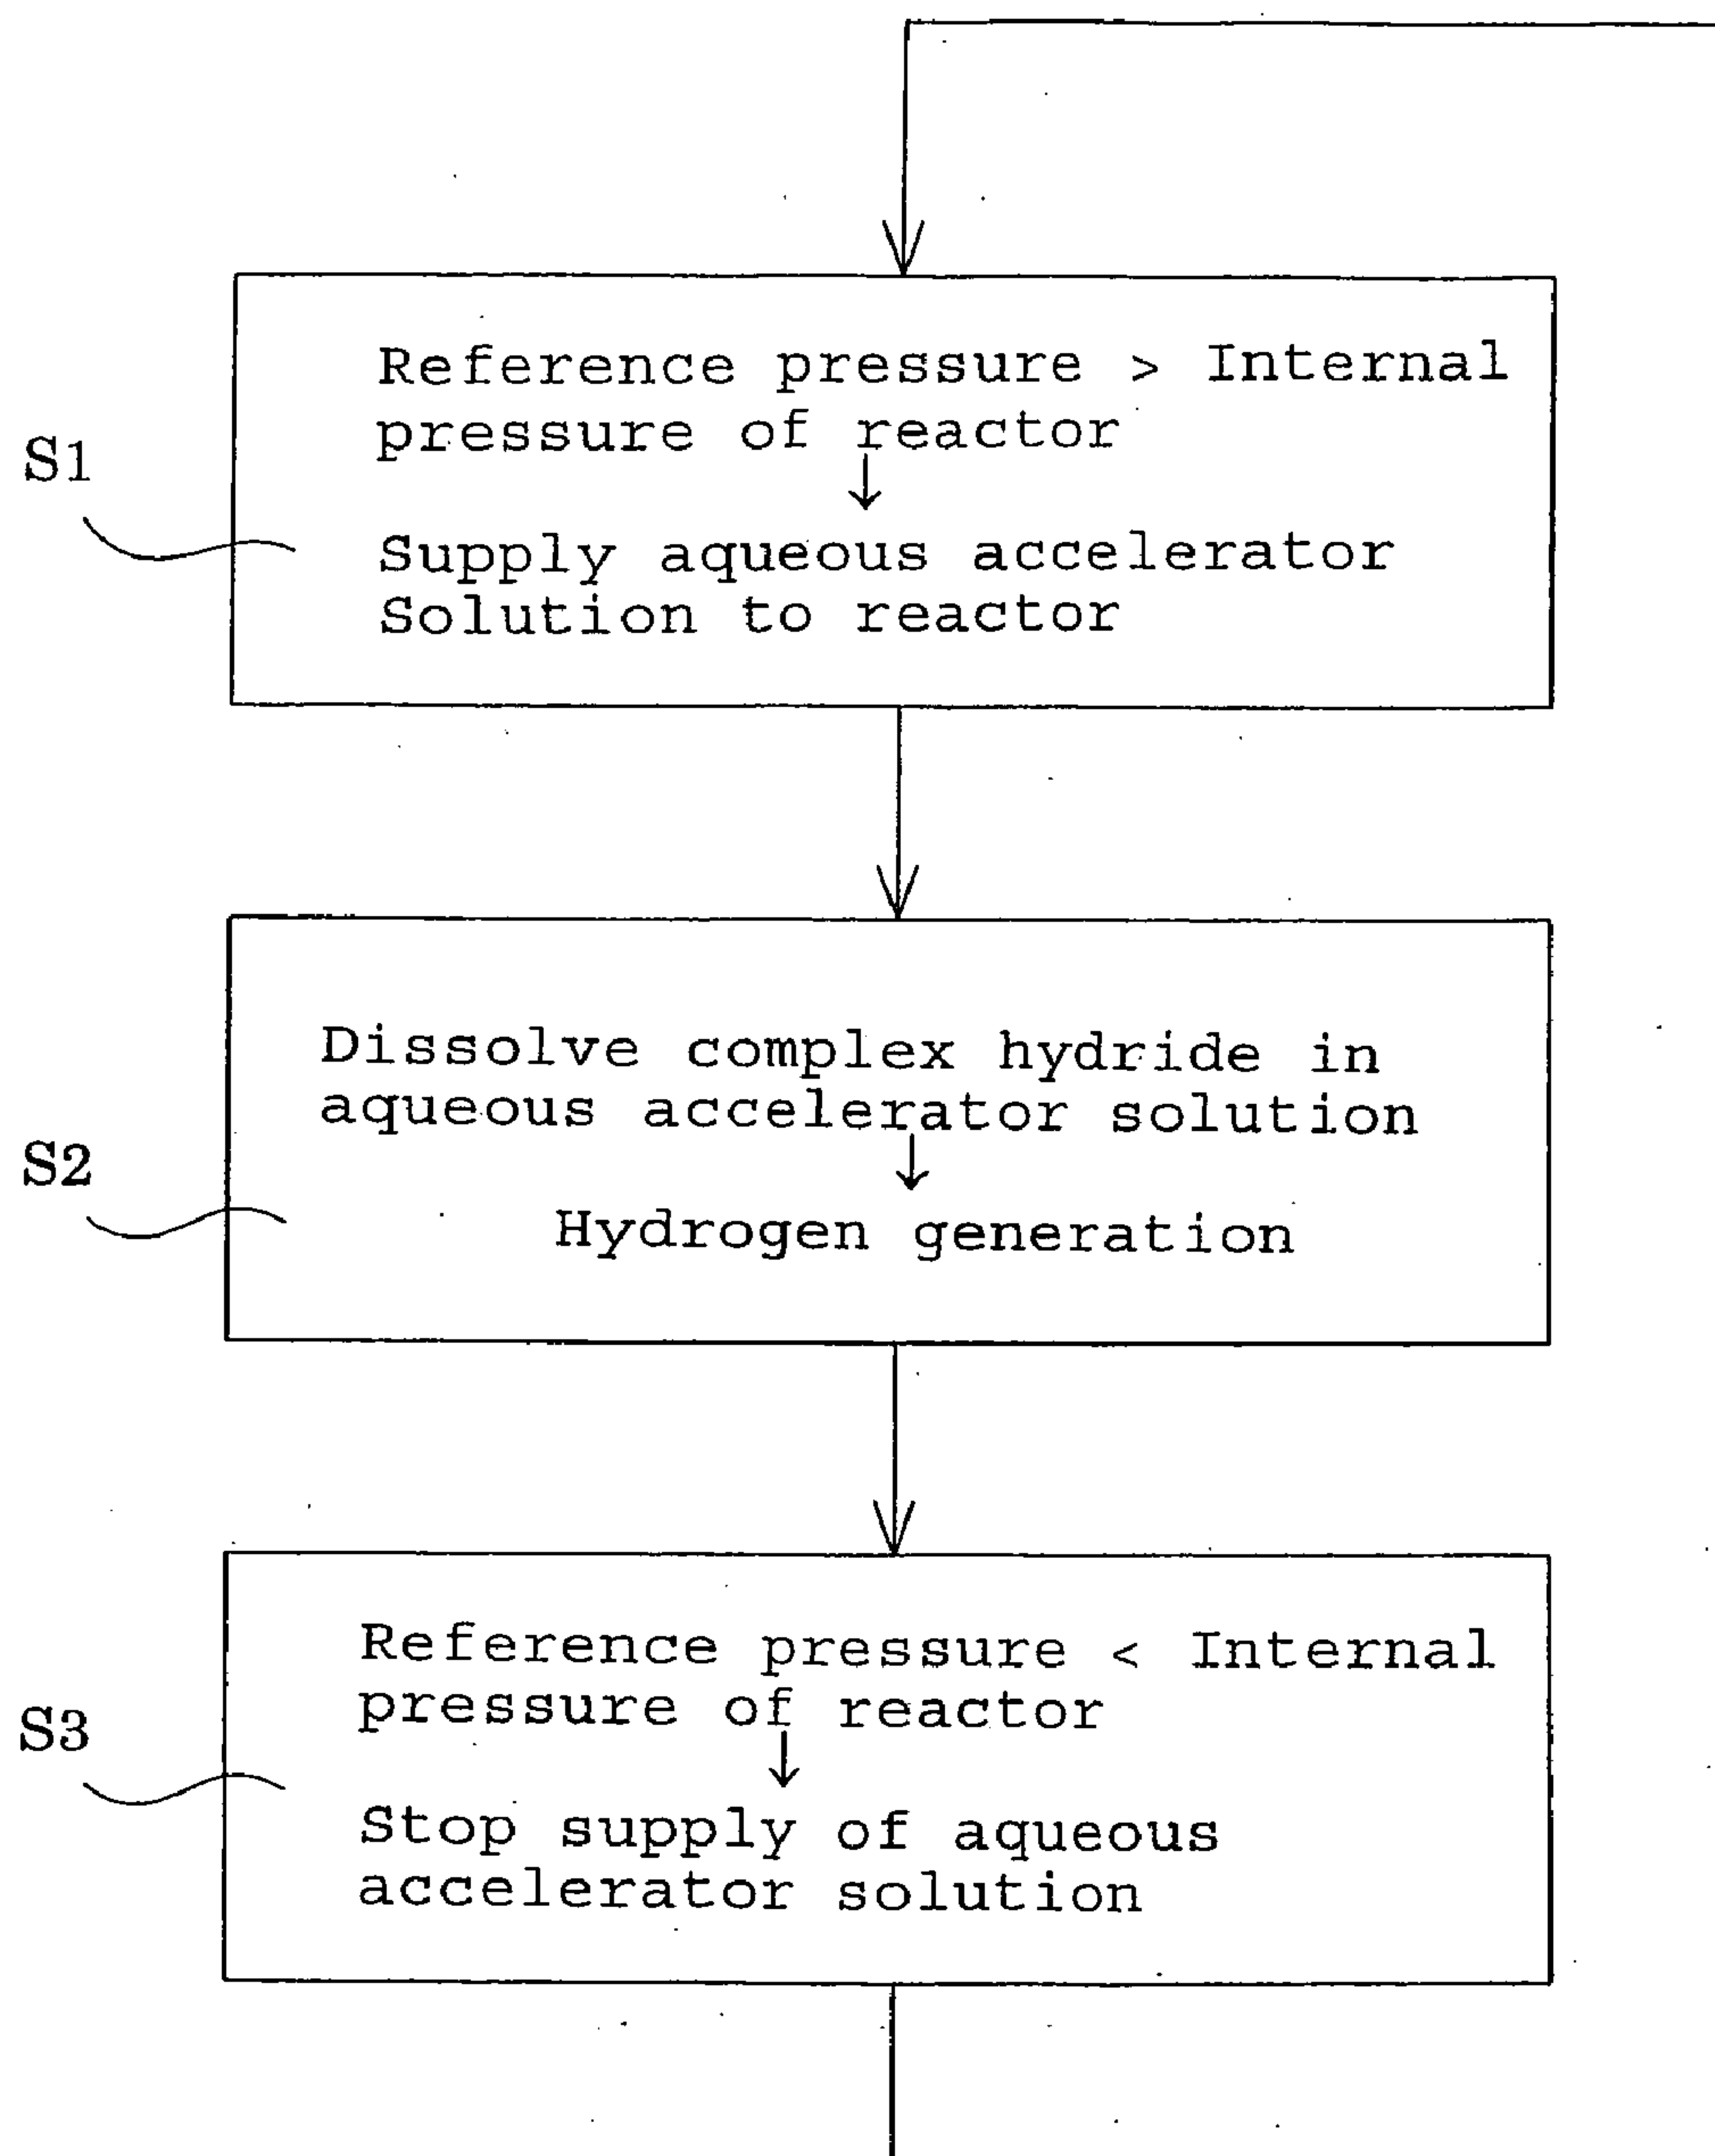 Reference pressure > Internal
pressure of reactor
↓
S1
Supply aqueous accelerator
Solution to reactor
Dissolve complex hydride in
aqueous accelerator solution
↓
S2
Hydrogen generation
Reference pressure < Internal
pressure of reactor
↓
S3
Stop supply of aqueous
accelerator solution